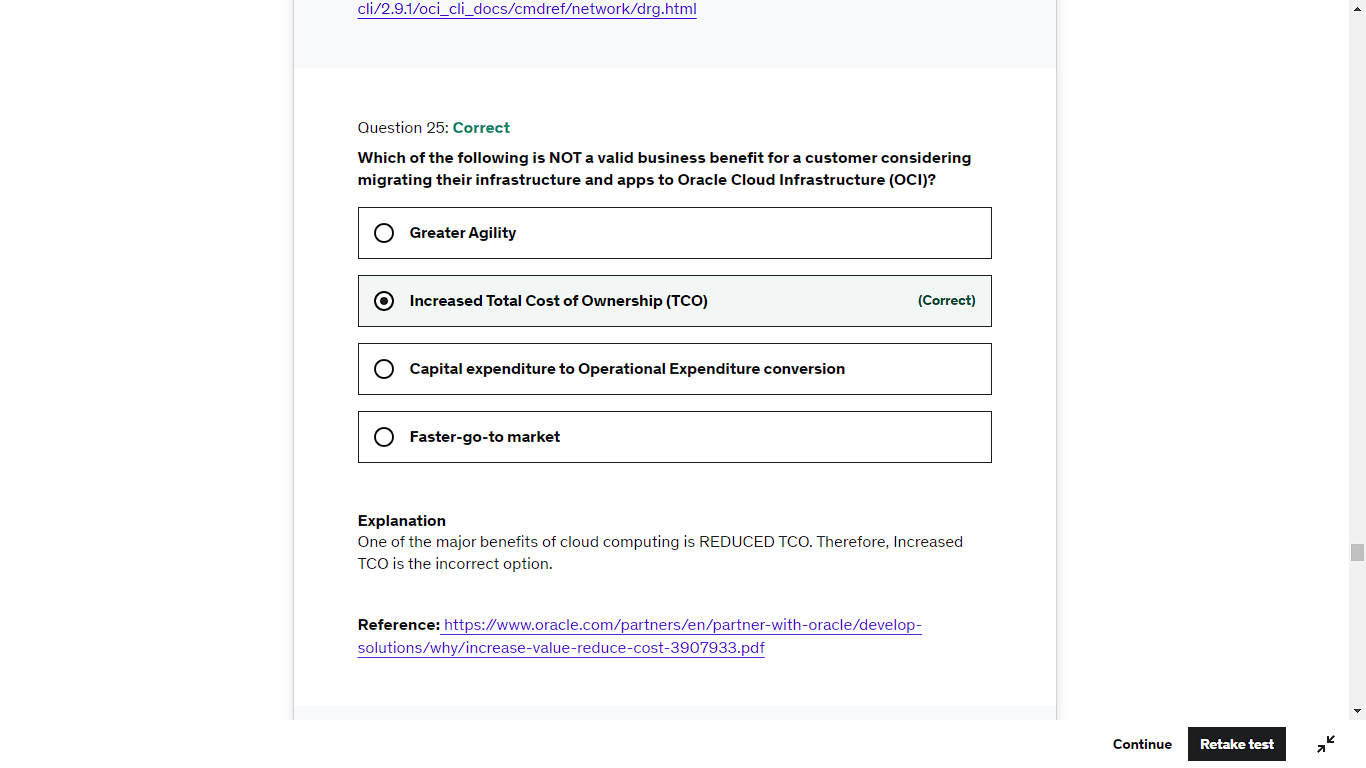 cli/2.9.1/oci_cli_docs/cmdref/network/drg.html
Question 25: Correct
Which of the following is NOT a valid business benefit for a customer considering
migrating their infrastructure and apps to Oracle Cloud Infrastructure (OCI)?
Greater Agility
Increased Total Cost of Ownership (TCO) (Correct)
Capital expenditure to Operational Expenditure conversion
Faster-go-to market
Explanation
One of the major benefits of cloud computing is REDUCED TCO. Therefore, Increased
TCO is the incorrect option.
Reference: https://www.oracle.com/partners/en/partner-with-oracle/develop-
solutions/why/increase-value-reduce-cost-3907933.pdf
Continue Retake test